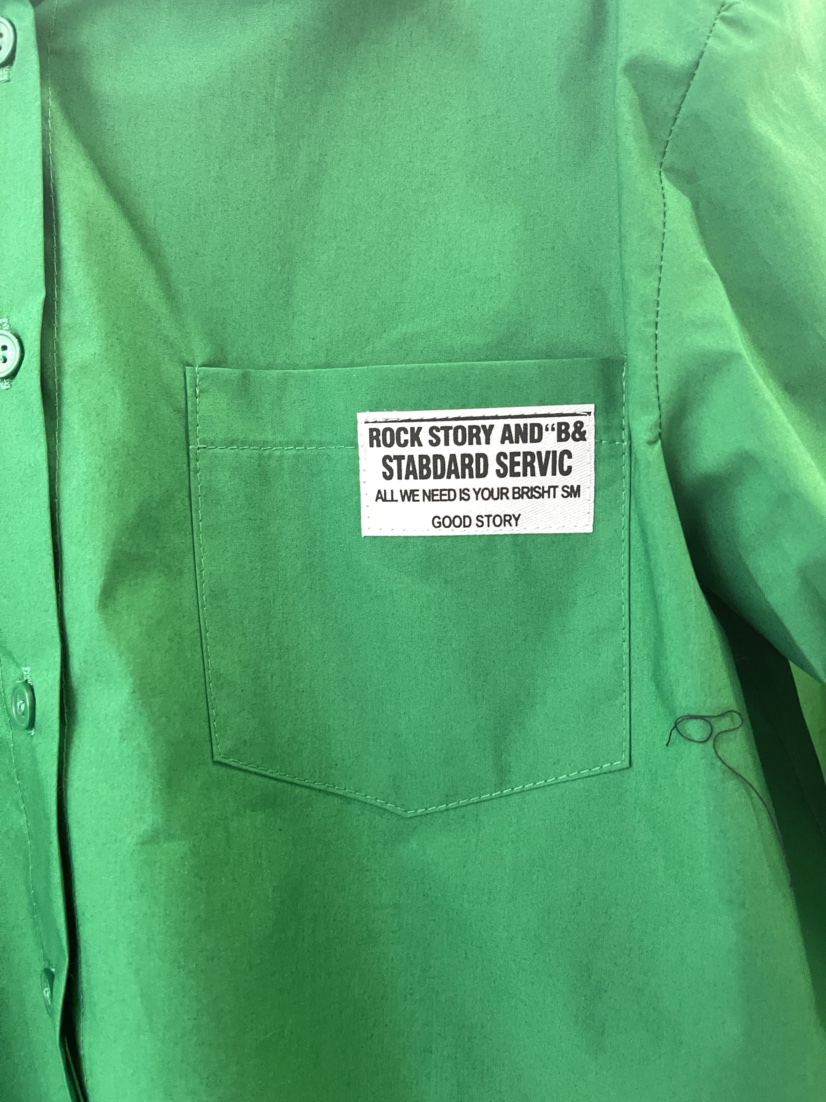 ROCK STORY AND“B&
STABDARD SERVIC
ALL WE NEED IS YOUR BRISHT SM
GOOD STORY